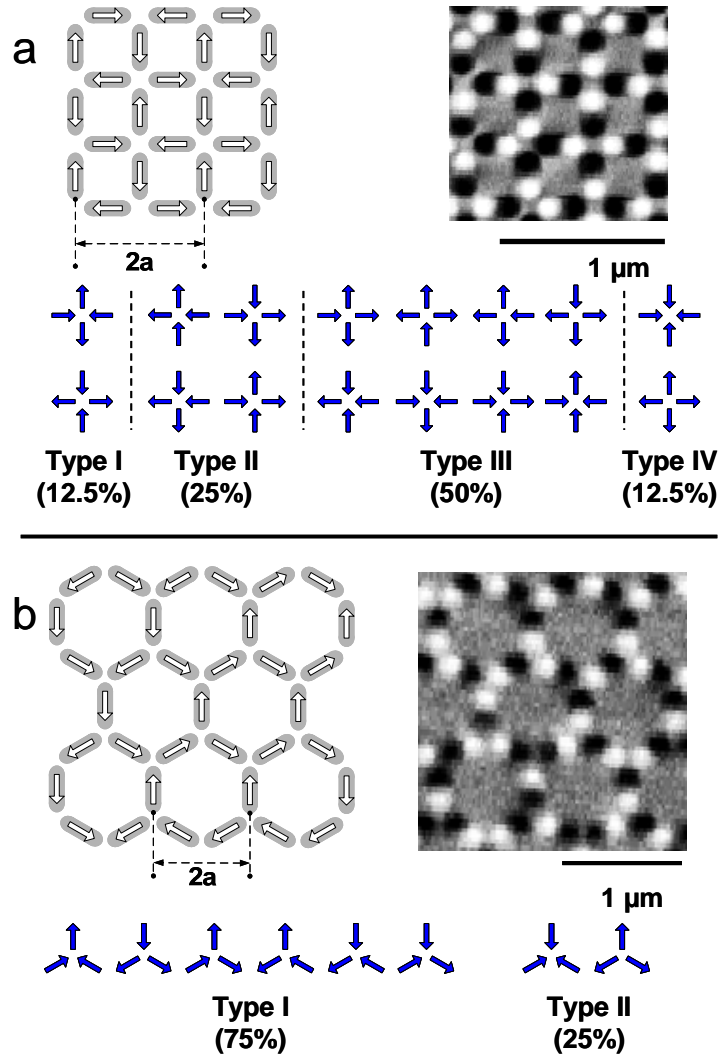 a
2a
1 µm
Type I Type II Type III Type IV
(12.5%) (25%) (50%) (12.5%)
b
2a
1 µm
Type I Type II
(75%) (25%)